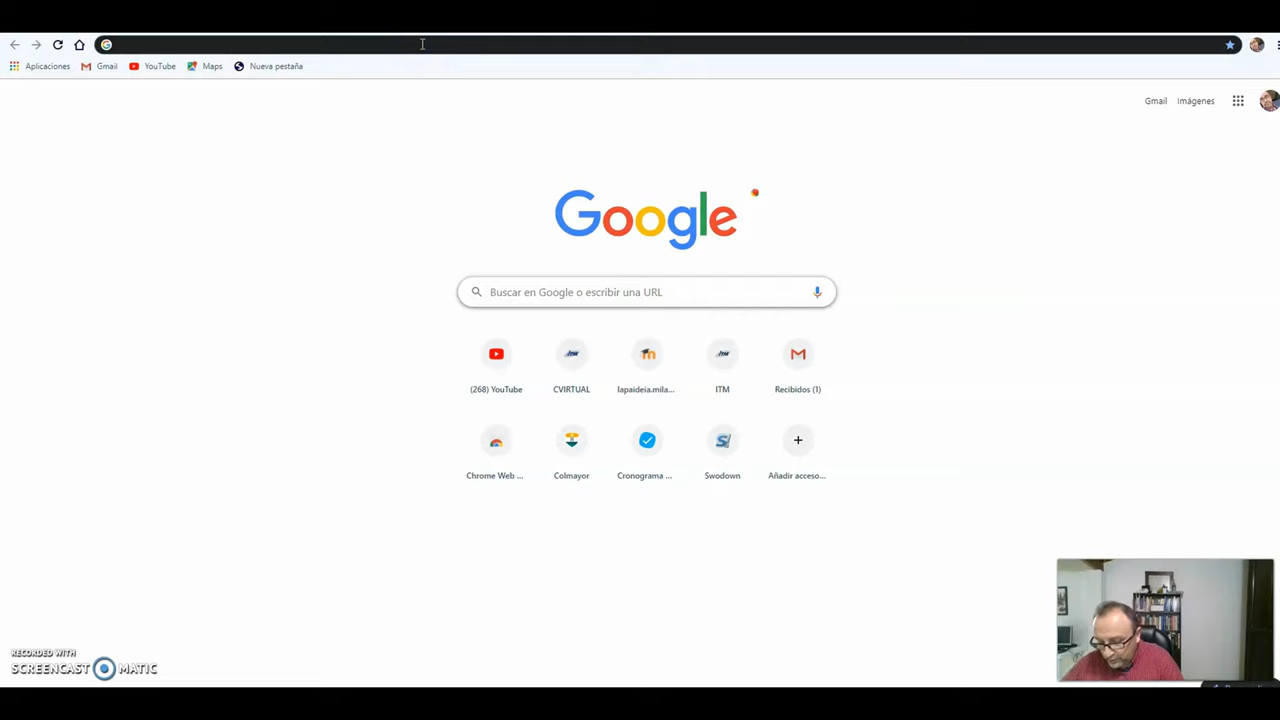 Aplicaciones Gmail YouTube Maps Nueva pestaña
Gmail Imágenes
Google
Buscar en Google o escribir una URL
(268) YouTube CVIRTUAL lapaideia.mila... ITM Recibidos (1)
Chrome Web ... Colmayor Cronograma ... Swodown Añadir acceso...
RECORDED WITH
SCREENCAST MATIC